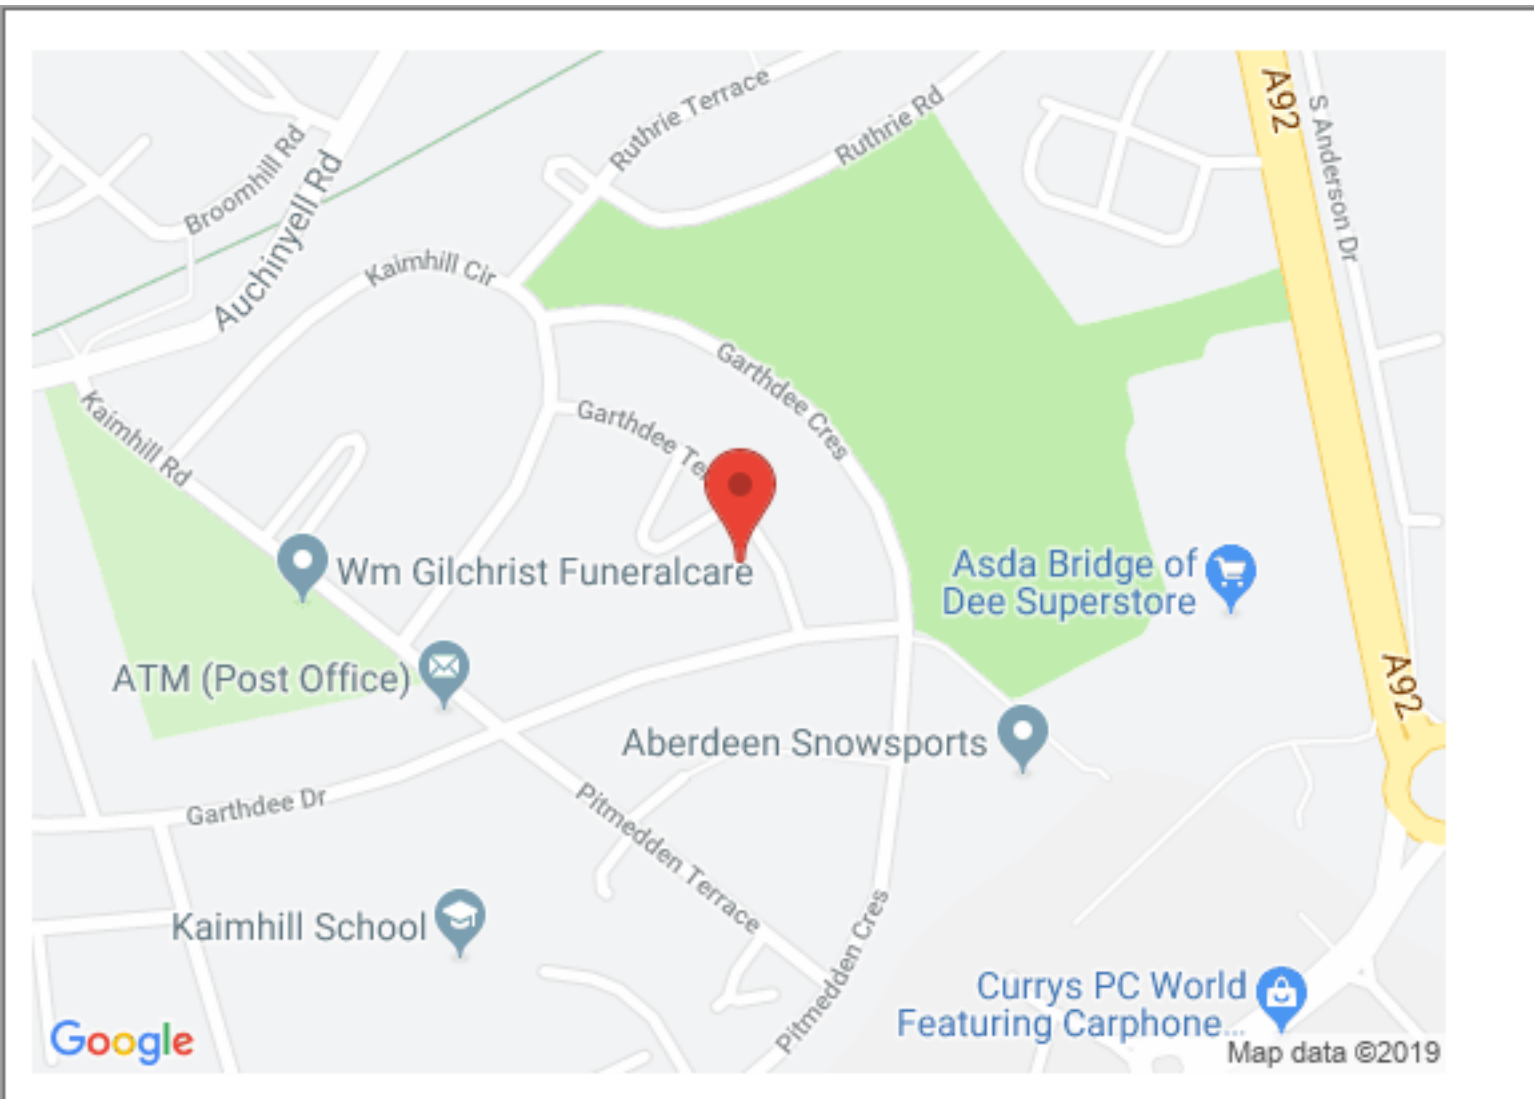 A92
S Anderson Dr
Ruthrie Terrace
Ruthrie Rd
Broomhill Rd
Auchinyell Rd
Kaimhill Cir
Garthdee Cres
Kaimhill Rd
Garthdee Te
Wm Gilchrist Funeralcare
Asda Bridge of
Dee Superstore
ATM (Post Office)
A92
Aberdeen Snowsports
Garthdee Dr
Pitmedden Terrace
Kaimhill School
Pitmedden Cres
Currys PC World
Featuring Carphone...
Google
Map data ©2019